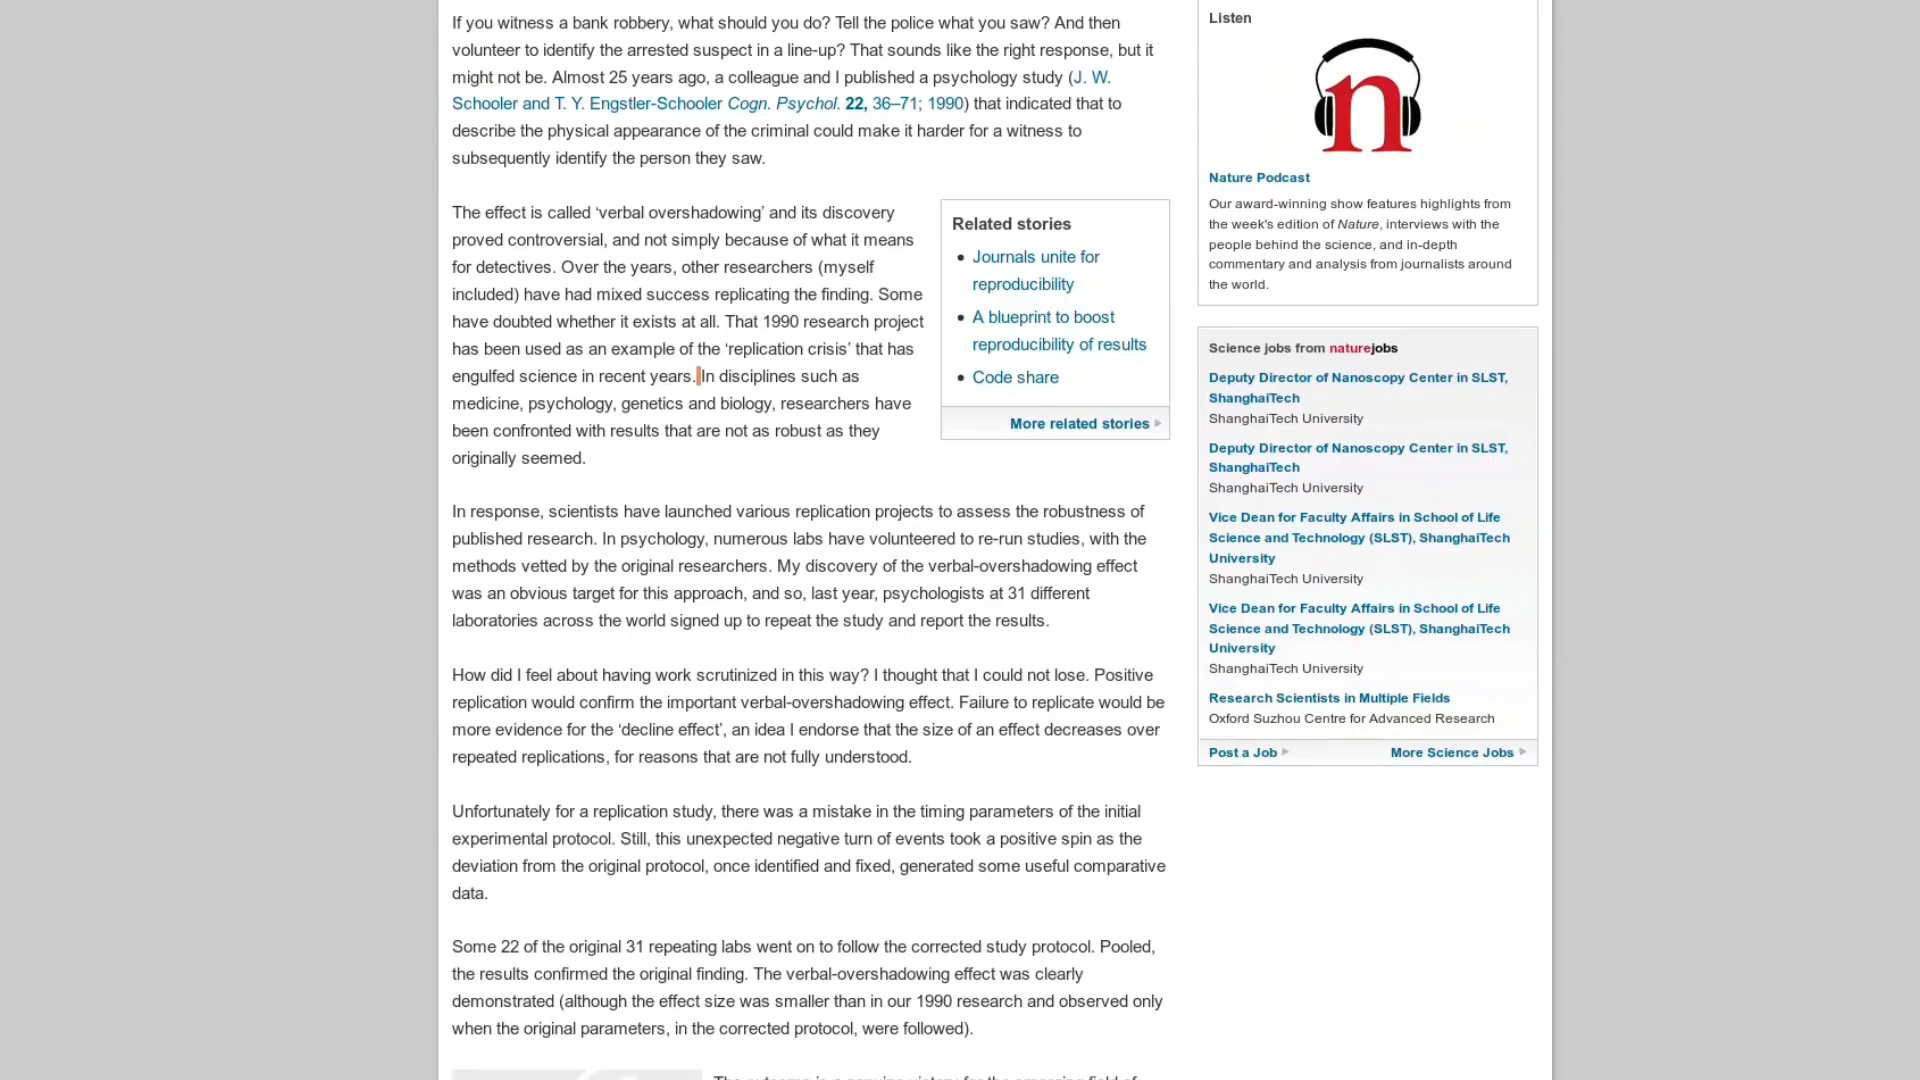 If you witness a bank robbery, what should you do? Tell the police what you saw? And then
volunteer to identify the arrested suspect in a line-up? That sounds like the right response, but it
might not be. Almost 25 years ago, a colleague and I published a psychology study (J. W.
Schooler and T. Y. Engstler-Schooler Cogn. Psychol. 22, 36–71; 1990) that indicated that to
describe the physical appearance of the criminal could make it harder for a witness to
subsequently identify the person they saw.
The effect is called ‘verbal overshadowing’ and its discovery
proved controversial, and not simply because of what it means
for detectives. Over the years, other researchers (myself
included) have had mixed success replicating the finding. Some
have doubted whether it exists at all. That 1990 research project
has been used as an example of the ‘replication crisis’ that has
engulfed science in recent years. In disciplines such as
medicine, psychology, genetics and biology, researchers have
been confronted with results that are not as robust as they
originally seemed.
Related stories
• Journals unite for
reproducibility
• A blueprint to boost
reproducibility of results
• Code share
More related stories
In response, scientists have launched various replication projects to assess the robustness of
published research. In psychology, numerous labs have volunteered to re-run studies, with the
methods vetted by the original researchers. My discovery of the verbal-overshadowing effect
was an obvious target for this approach, and so, last year, psychologists at 31 different
laboratories across the world signed up to repeat the study and report the results.
How did I feel about having work scrutinized in this way? I thought that I could not lose. Positive
replication would confirm the important verbal-overshadowing effect. Failure to replicate would be
more evidence for the ‘decline effect’, an idea I endorse that the size of an effect decreases over
repeated replications, for reasons that are not fully understood.
Unfortunately for a replication study, there was a mistake in the timing parameters of the initial
experimental protocol. Still, this unexpected negative turn of events took a positive spin as the
deviation from the original protocol, once identified and fixed, generated some useful comparative
data.
Some 22 of the original 31 repeating labs went on to follow the corrected study protocol. Pooled,
the results confirmed the original finding. The verbal-overshadowing effect was clearly
demonstrated (although the effect size was smaller than in our 1990 research and observed only
when the original parameters, in the corrected protocol, were followed).
The outcome is a genuine victory for the emerging field of
Listen
n
Nature Podcast
Our award-winning show features highlights from
the week's edition of Nature, interviews with the
people behind the science, and in-depth
commentary and analysis from journalists around
the world.
Science jobs from naturejobs
Deputy Director of Nanoscopy Center in SLST,
ShanghaiTech
ShanghaiTech University
Deputy Director of Nanoscopy Center in SLST,
ShanghaiTech
ShanghaiTech University
Vice Dean for Faculty Affairs in School of Life
Science and Technology (SLST), ShanghaiTech
University
ShanghaiTech University
Vice Dean for Faculty Affairs in School of Life
Science and Technology (SLST), ShanghaiTech
University
ShanghaiTech University
Research Scientists in Multiple Fields
Oxford Suzhou Centre for Advanced Research
Post a Job
More Science Jobs